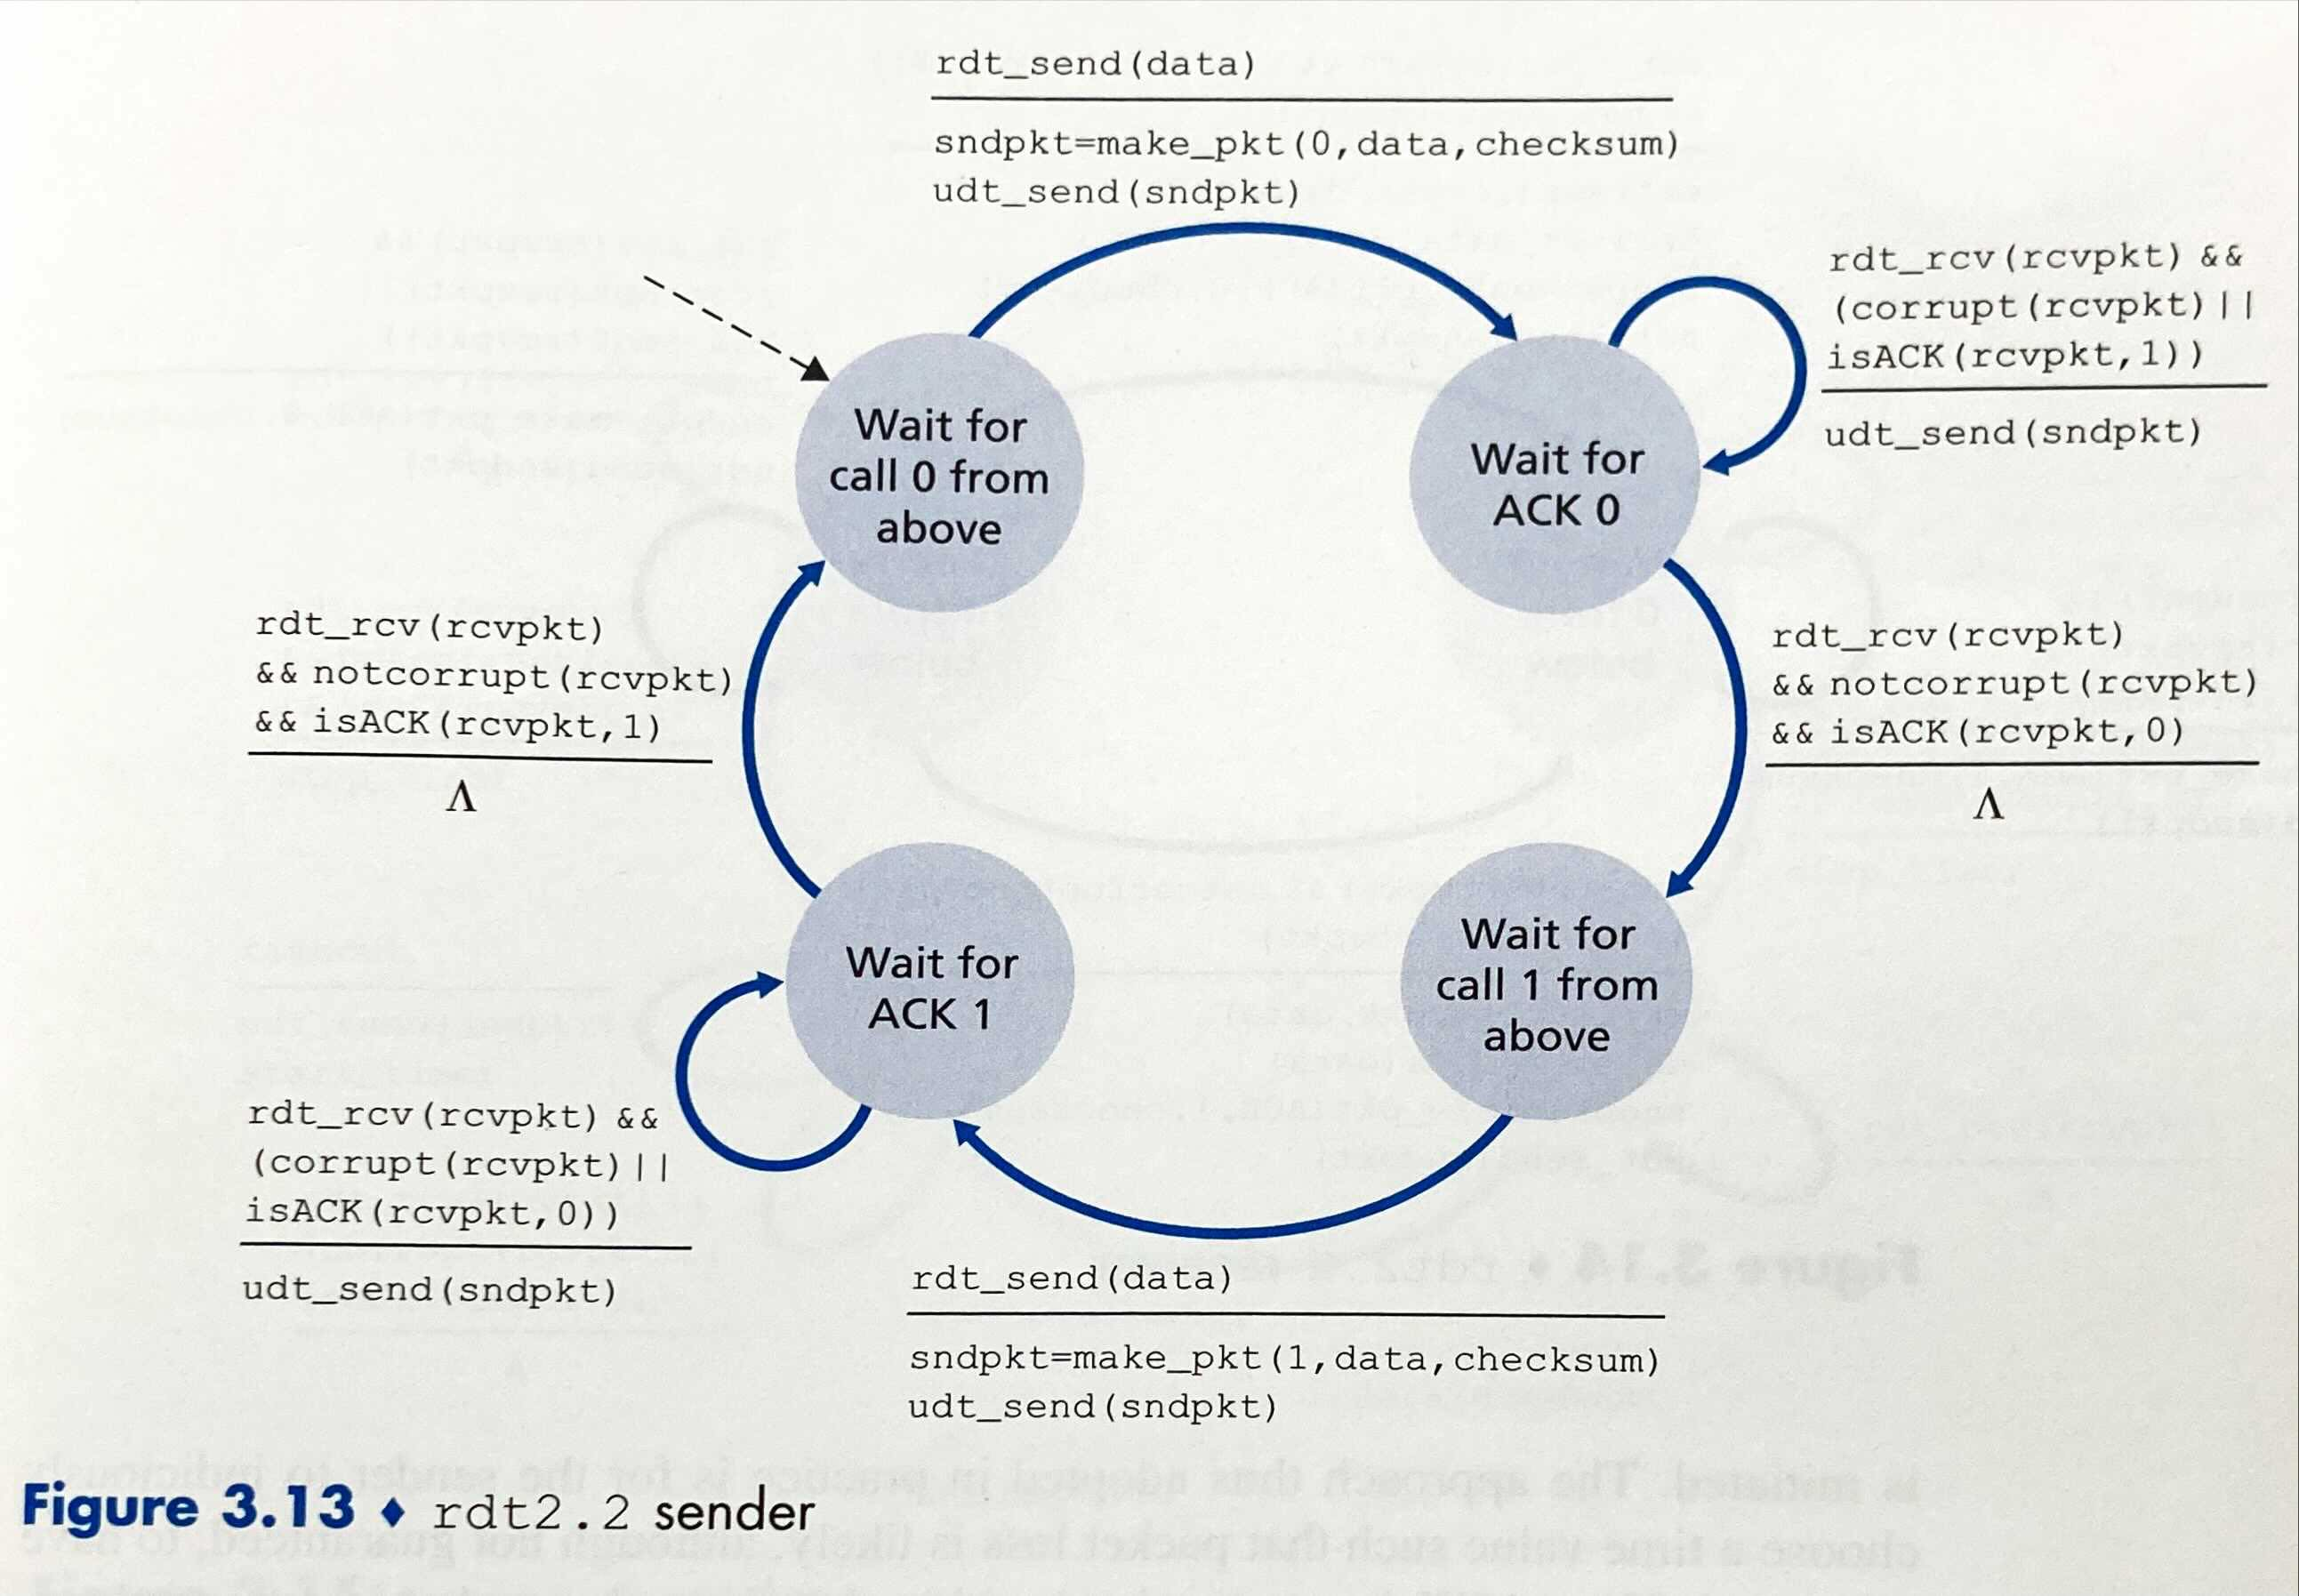 rdt_send(data)
sndpkt=make_pkt(0,data,checksum)
udt_send(sndpkt)
rdt_rcv(rcvpkt) &&
(corrupt(rcvpkt)||
isACK(rcvpkt,1))
udt_send(sndpkt)
Wait for
call 0 from
above
Wait for
ACK 0
rdt_rcv(rcvpkt)
&& notcorrupt(rcvpkt)
&& isACK(rcvpkt,1)
Λ
rdt_rcv(rcvpkt)
&& notcorrupt(rcvpkt)
&& isACK(rcvpkt,0)
Λ
Wait for
ACK 1
Wait for
call 1 from
above
rdt_rcv(rcvpkt) &&
(corrupt(rcvpkt)||
isACK(rcvpkt,0))
udt_send(sndpkt)
rdt_send(data)
sndpkt=make_pkt(1,data,checksum)
udt_send(sndpkt)
Figure 3.13 ♦ rdt2.2 sender